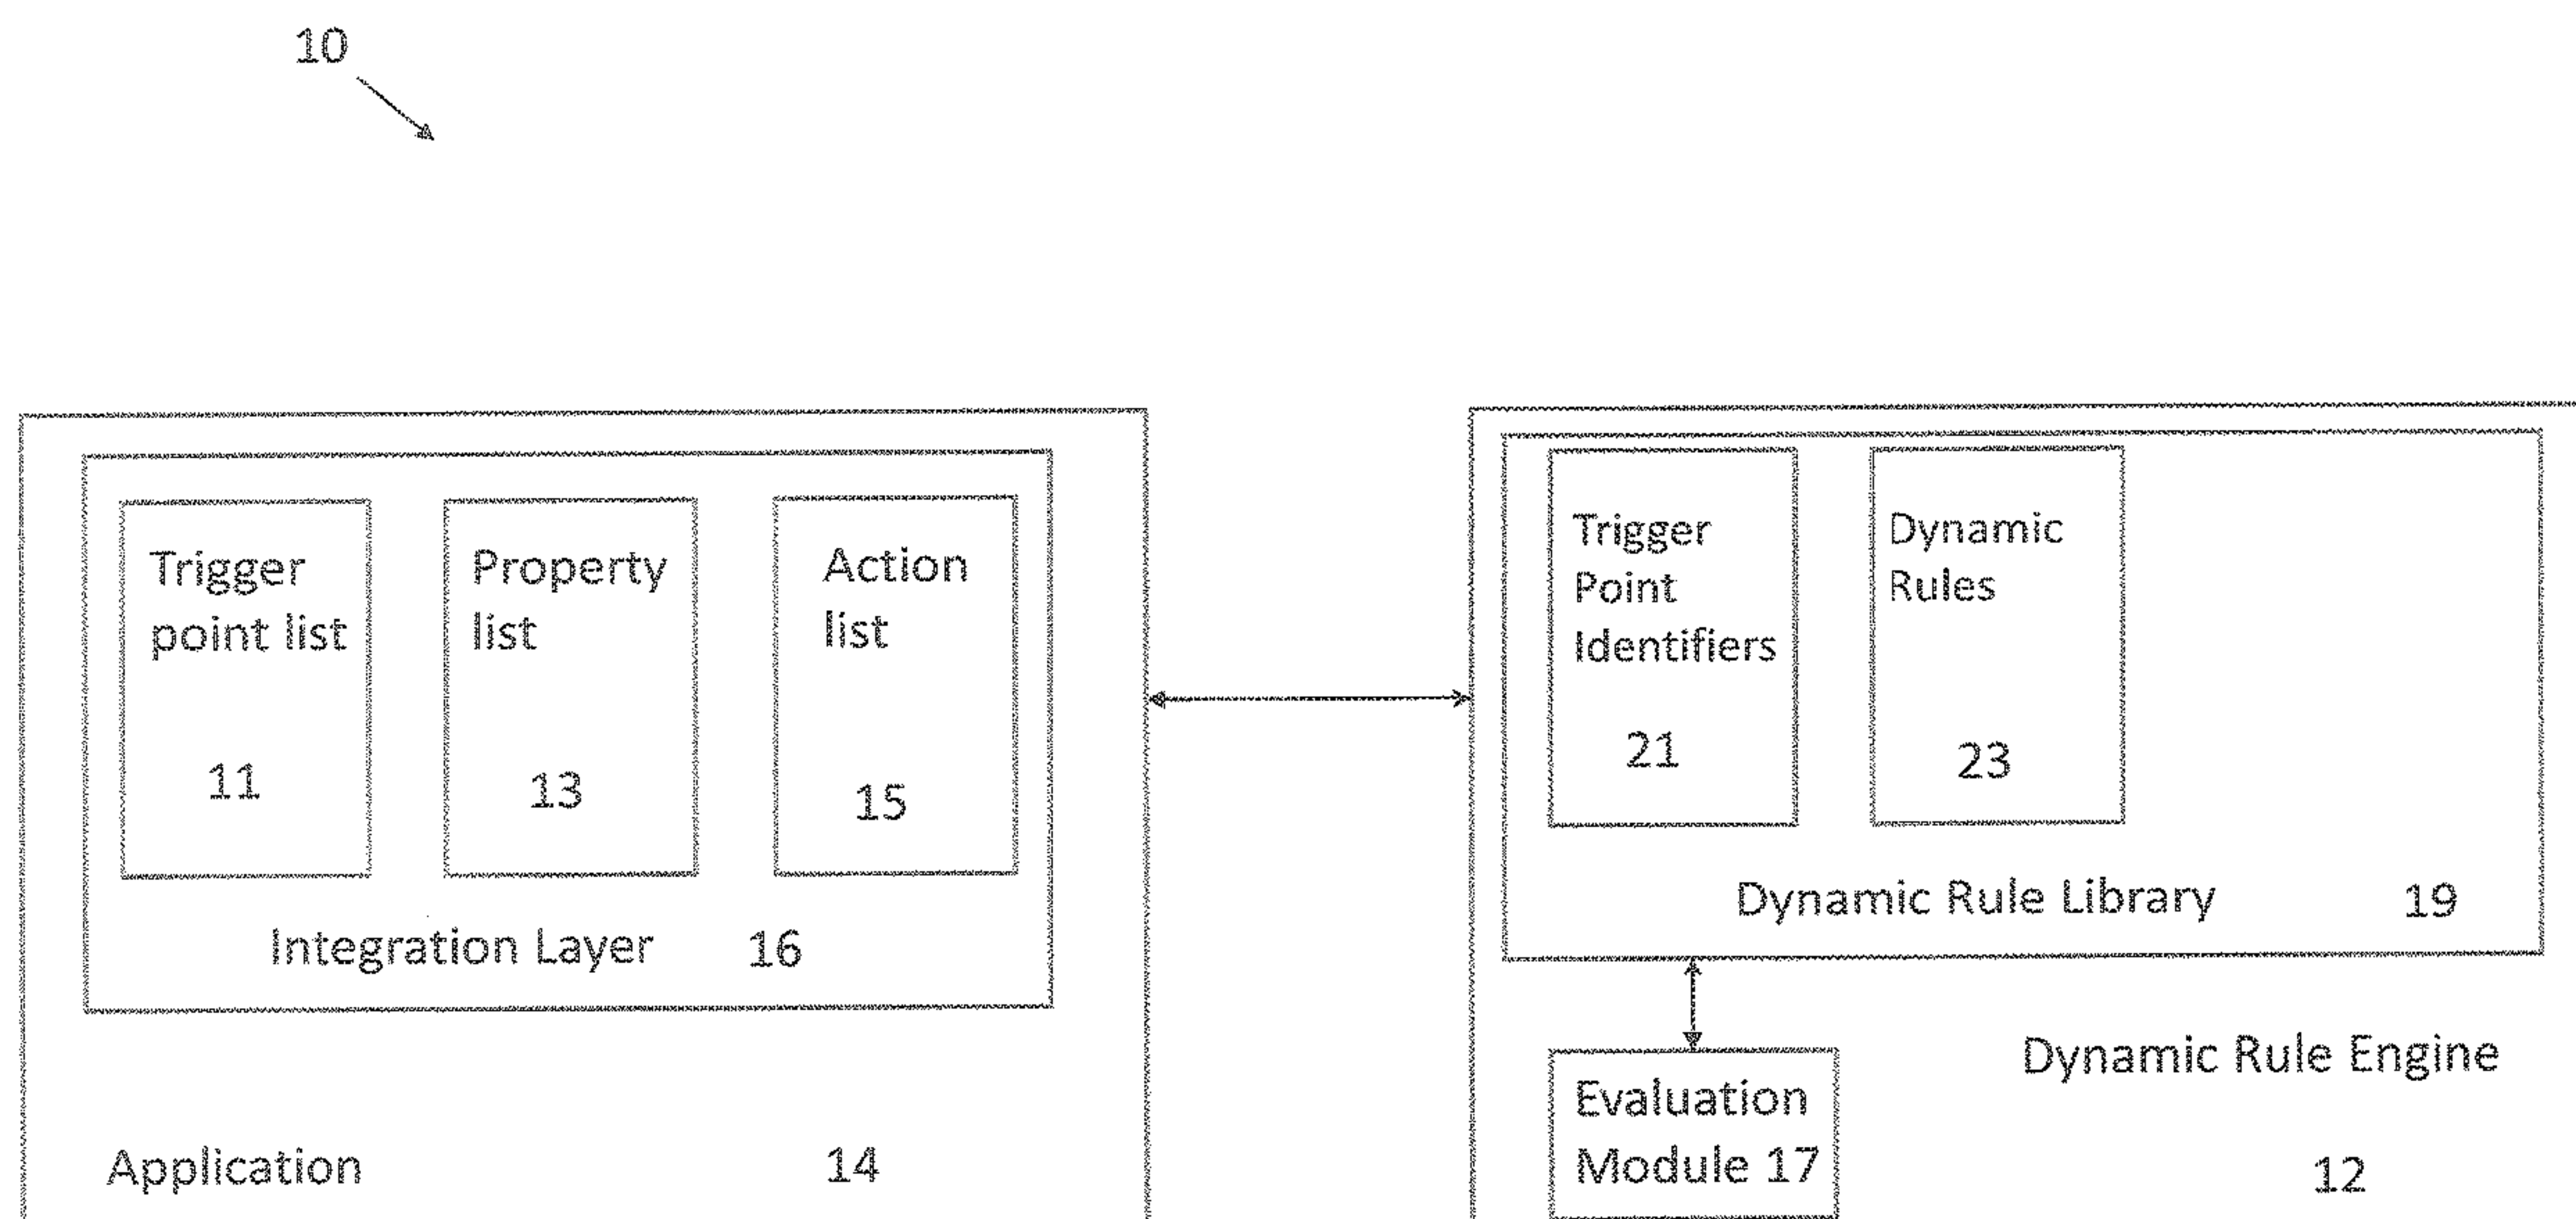 10
Trigger
point list
11
Property
list
13
Action
list
15
Integration Layer 16
Application 14
Trigger
Point
Identifiers
21
Dynamic
Rules
23
Dynamic Rule Library 19
Evaluation
Module 17
Dynamic Rule Engine
12